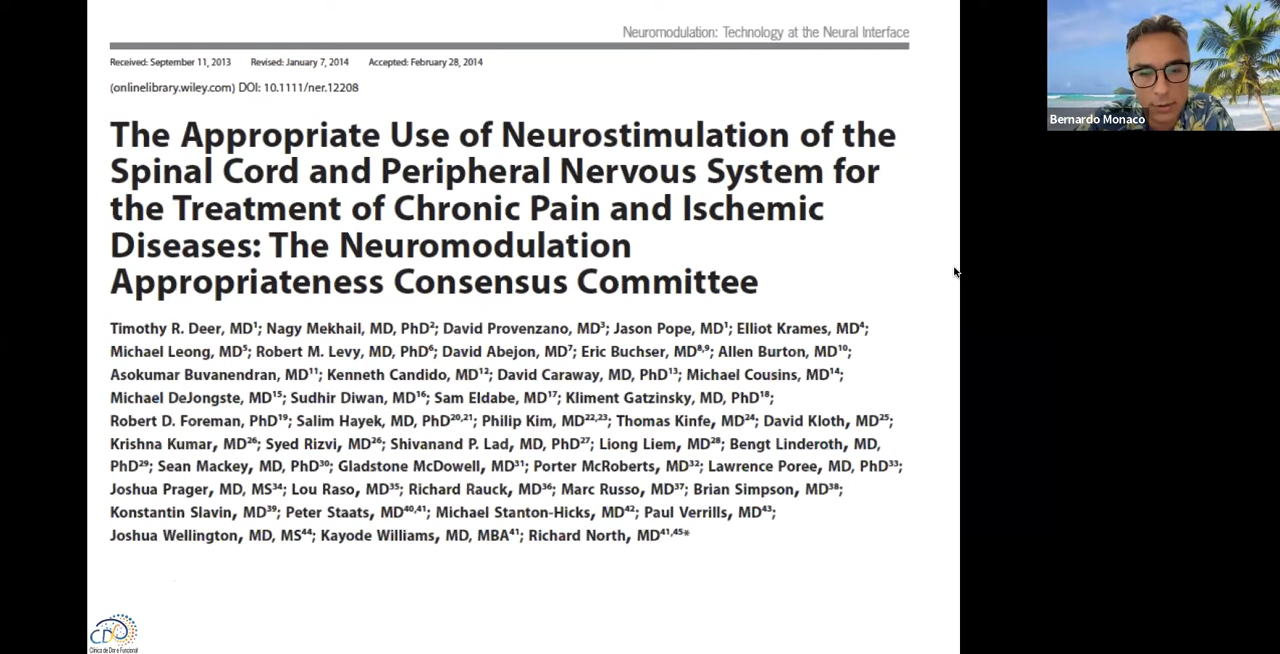 Neuromodulation: Technology at the Neural Interface
Received: September 11, 2013 Revised: January 7, 2014 Accepted: February 28, 2014
(onlinelibrary.wiley.com) DOI: 10.1111/ner.12208
The Appropriate Use of Neurostimulation of the
Spinal Cord and Peripheral Nervous System for
the Treatment of Chronic Pain and Ischemic
Diseases: The Neuromodulation
Appropriateness Consensus Committee
Timothy R. Deer, MD¹; Nagy Mekhail, MD, PhD²; David Provenzano, MD³; Jason Pope, MD¹; Elliot Krames, MD⁴;
Michael Leong, MD⁵; Robert M. Levy, MD, PhD⁶; David Abejon, MD⁷; Eric Buchser, MD⁸,⁹; Allen Burton, MD¹⁰;
Asokumar Buvanendran, MD¹¹; Kenneth Candido, MD¹²; David Caraway, MD, PhD¹³; Michael Cousins, MD¹⁴;
Michael DeJongste, MD¹⁵; Sudhir Diwan, MD¹⁶; Sam Eldabe, MD¹⁷; Kliment Gatzinsky, MD, PhD¹⁸;
Robert D. Foreman, PhD¹⁹; Salim Hayek, MD, PhD²⁰,²¹; Philip Kim, MD²²,²³; Thomas Kinfe, MD²⁴; David Kloth, MD²⁵;
Krishna Kumar, MD²⁶; Syed Rizvi, MD²⁶; Shivanand P. Lad, MD, PhD²⁷; Liong Liem, MD²⁸; Bengt Linderoth, MD,
PhD²⁹; Sean Mackey, MD, PhD³⁰; Gladstone McDowell, MD³¹; Porter McRoberts, MD³²; Lawrence Poree, MD, PhD³³;
Joshua Prager, MD, MS³⁴; Lou Raso, MD³⁵; Richard Rauck, MD³⁶; Marc Russo, MD³⁷; Brian Simpson, MD³⁸;
Konstantin Slavin, MD³⁹; Peter Staats, MD⁴⁰,⁴¹; Michael Stanton-Hicks, MD⁴²; Paul Verrills, MD⁴³;
Joshua Wellington, MD, MS⁴⁴; Kayode Williams, MD, MBA⁴¹; Richard North, MD⁴¹,⁴⁵*
Bernardo Monaco
CD
Clínica de Dor e Funcional